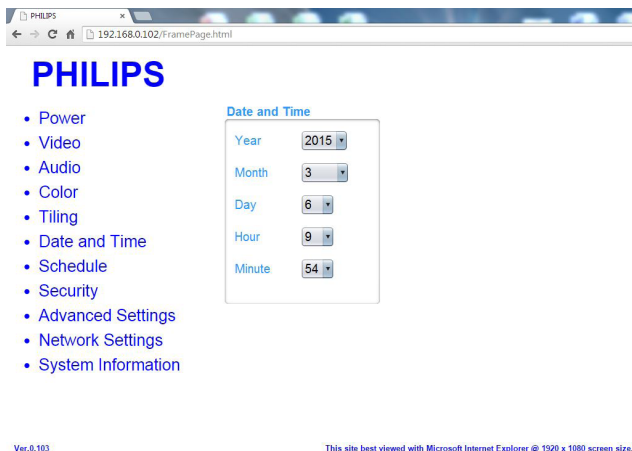 PHILIPS
192.168.0.102/FramePage.html
PHILIPS
Power
Video
Audio
Color
Tiling
Date and Time
Schedule
Security
Advanced Settings
Network Settings
System Information
Date and Time
Year 2015
Month 3
Day 6
Hour 9
Minute 54
Ver.0.103
This site best viewed with Microsoft Internet Explorer @ 1920 x 1080 screen size.